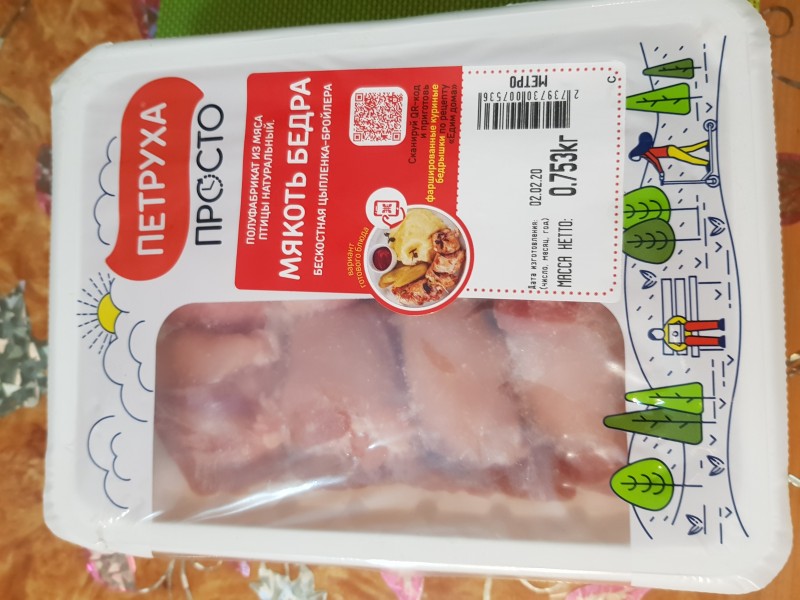 ПЕТРУХА
ПРОСТО
ПОЛУФАБРИКАТ ИЗ МЯСА
ПТИЦЫ НАТУРАЛЬНЫЙ.
МЯКОТЬ БЕДРА
БЕСКОСТНАЯ ЦЫПЛЕНКА-БРОЙЛЕРА
вариант
готового блюда
Сканируй QR-код
и приготовь
фаршированные куриные
бедрышки по рецепту
«Едим дома»
С
МЕТРО
2739730007536
Дата изготовления:
(число, месяц, год)
02.02.20
МАССА НЕТТО:
0.753кг